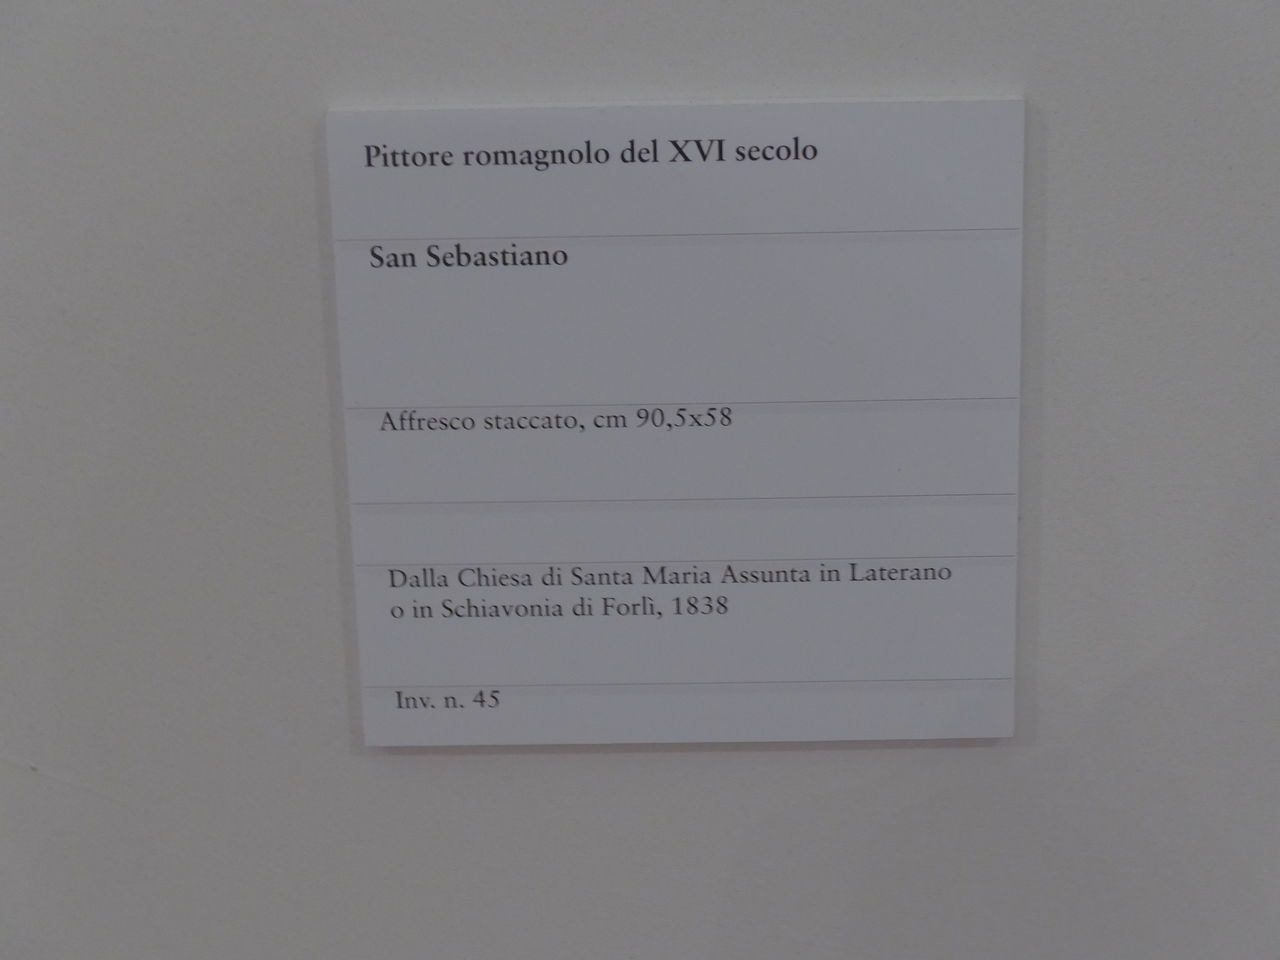 Pittore romagnolo del XVI secolo
San Sebastiano
Affresco staccato, cm 90,5x58
Dalla Chiesa di Santa Maria Assunta in Laterano
o in Schiavonia di Forlì, 1838
Inv. n. 45